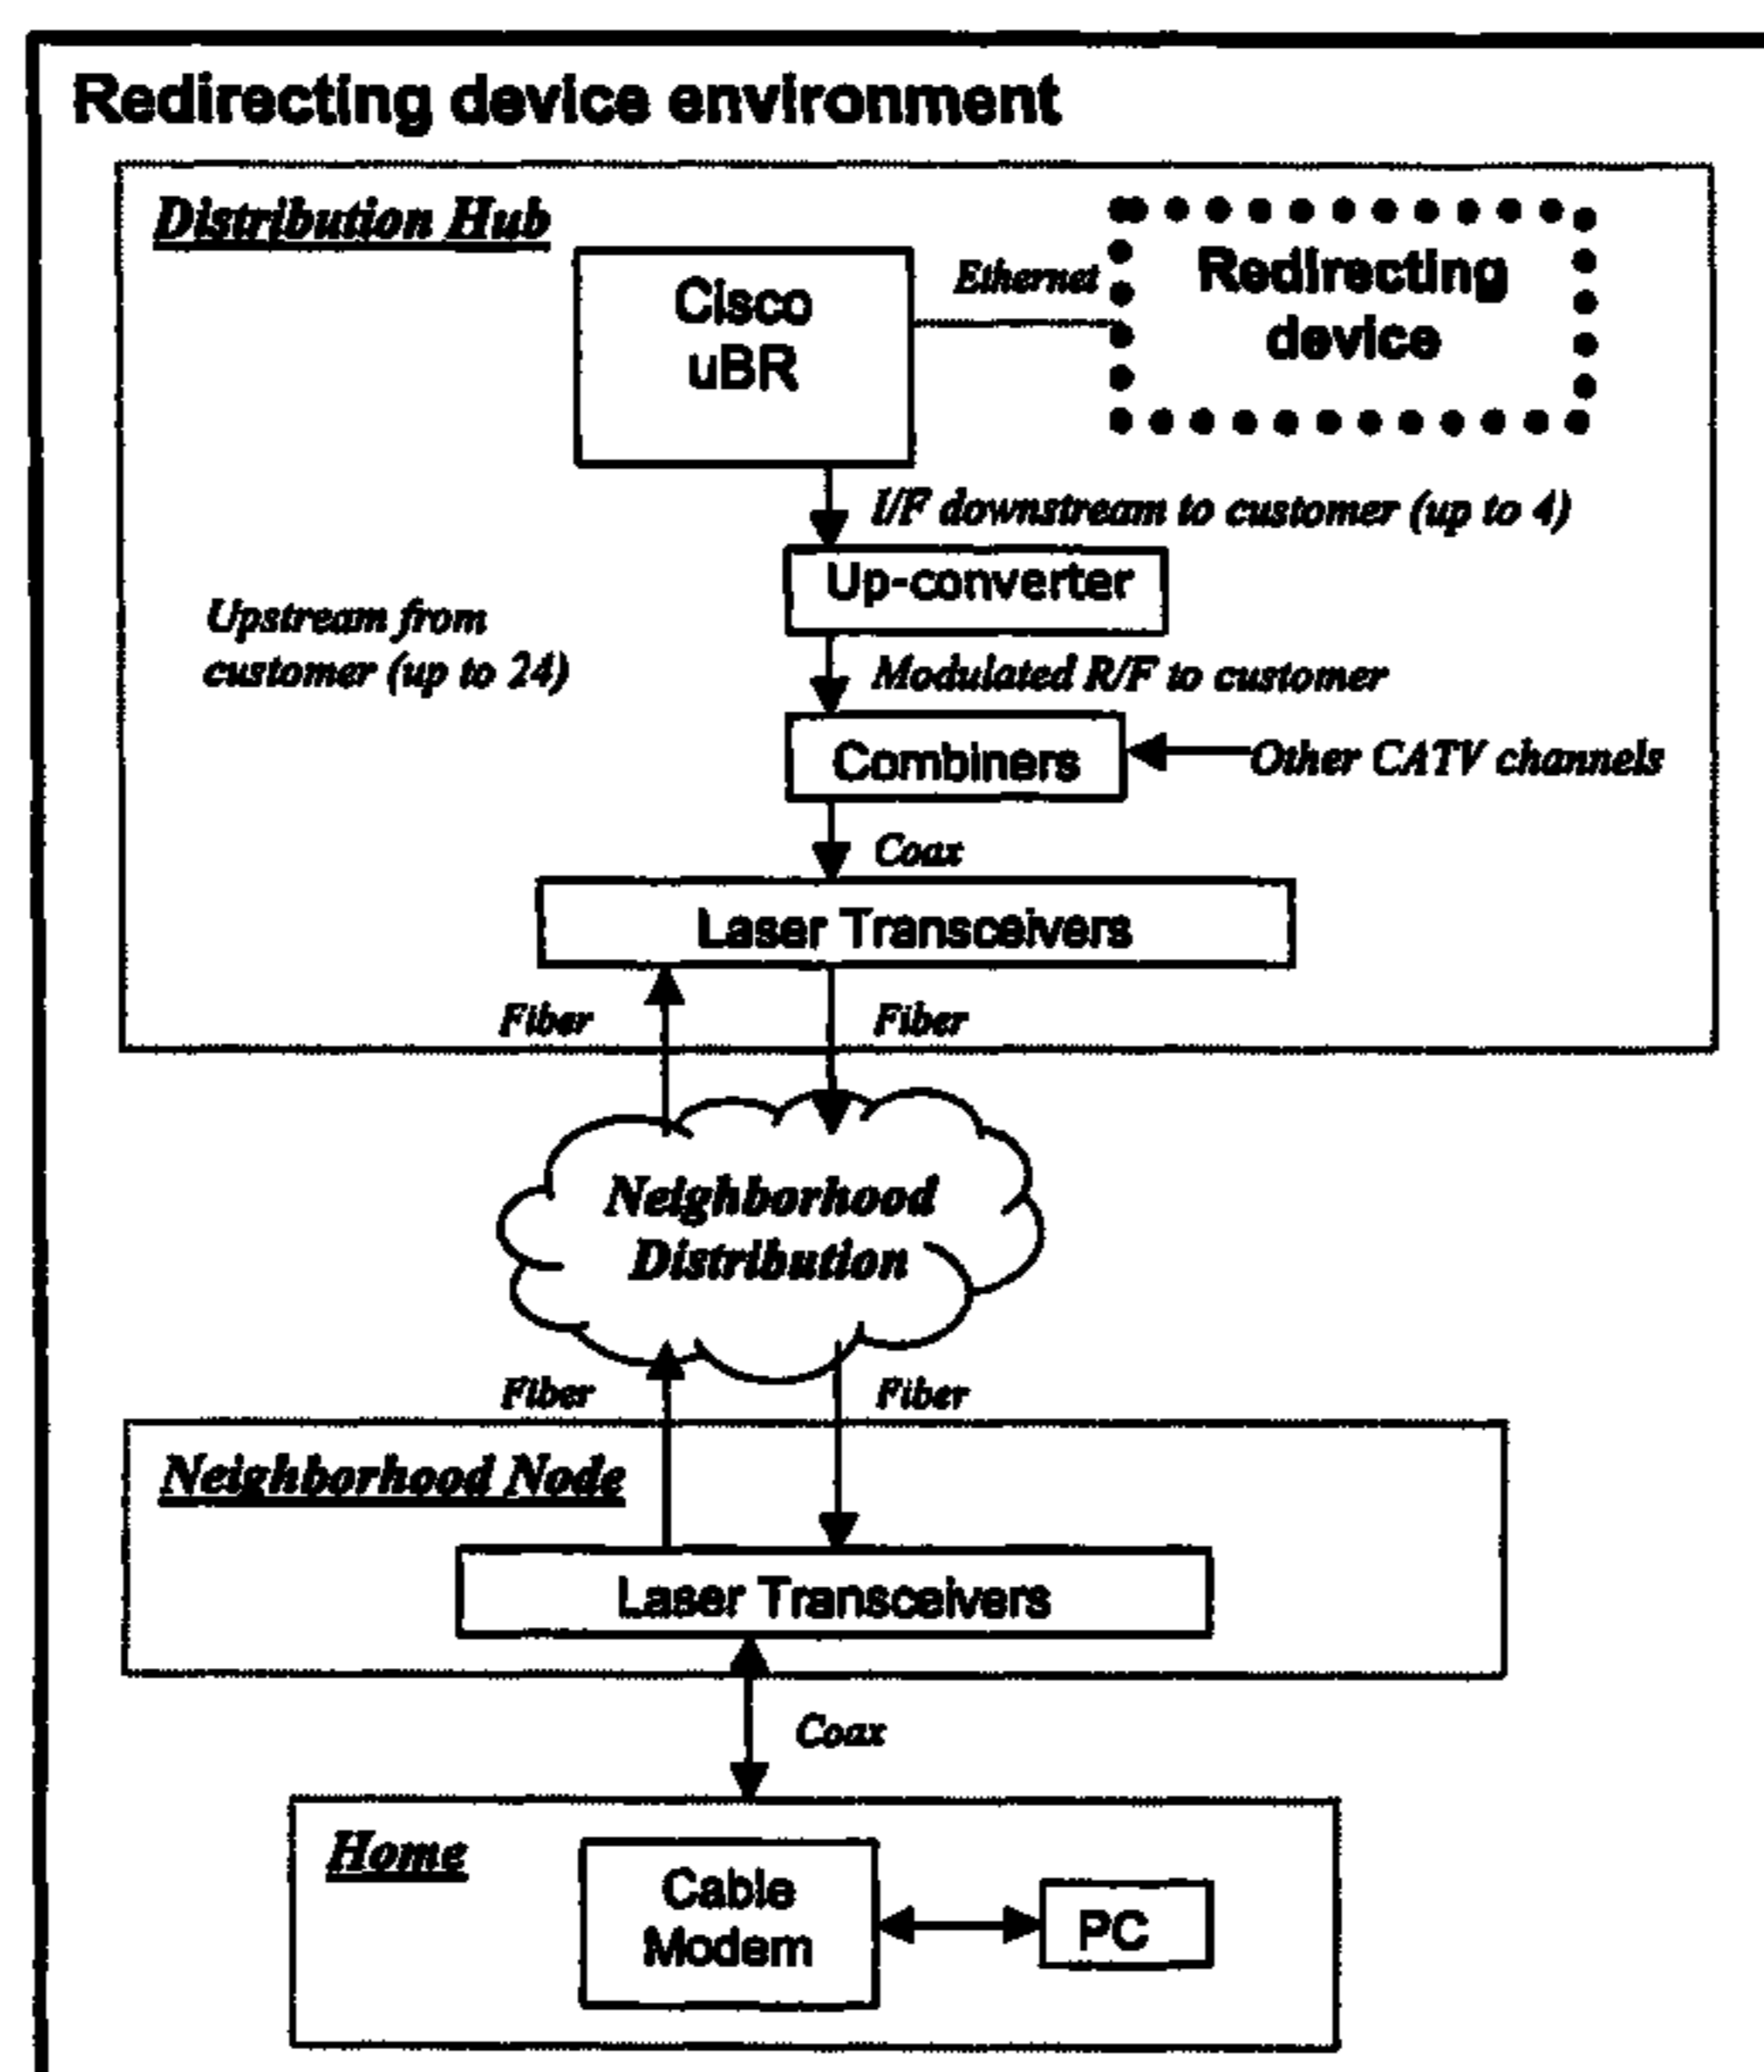 Redirecting device environment
Distribution Hub
Cisco
uBR
Ethernet
Redirecting
device
I/F downstream to customer (up to 4)
Up-converter
Upstream from
customer (up to 24)
Modulated R/F to customer
Combiners
Other CATV channels
Coax
Laser Transceivers
Fiber
Fiber
Neighborhood
Distribution
Fiber
Fiber
Neighborhood Node
Laser Transceivers
Coax
Home
Cable
Modem
PC